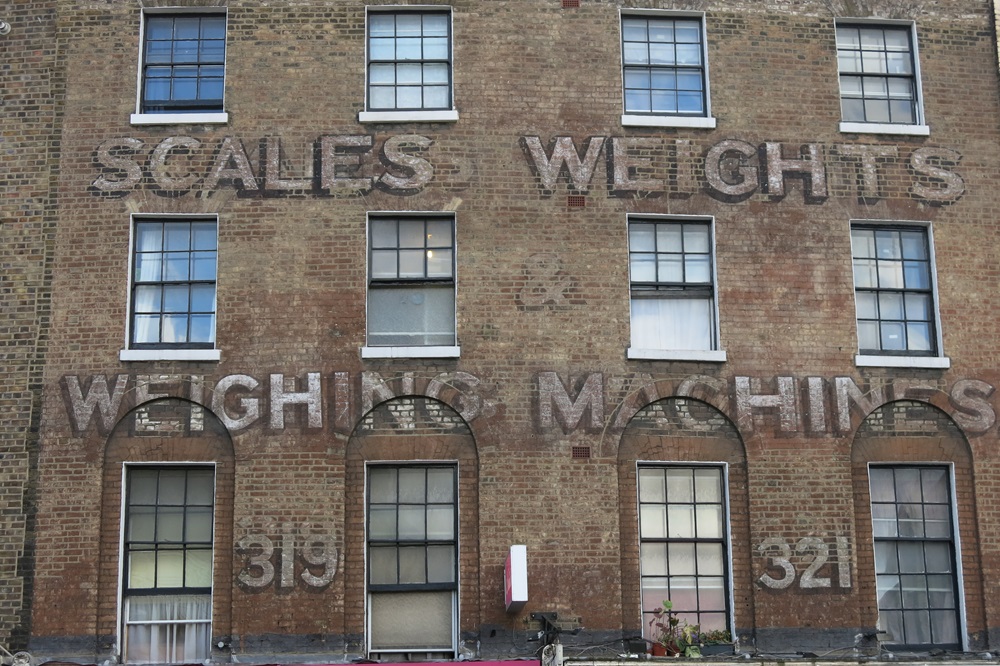 SCALES WEIGHTS
&
WEIGHING MACHINES
319 321